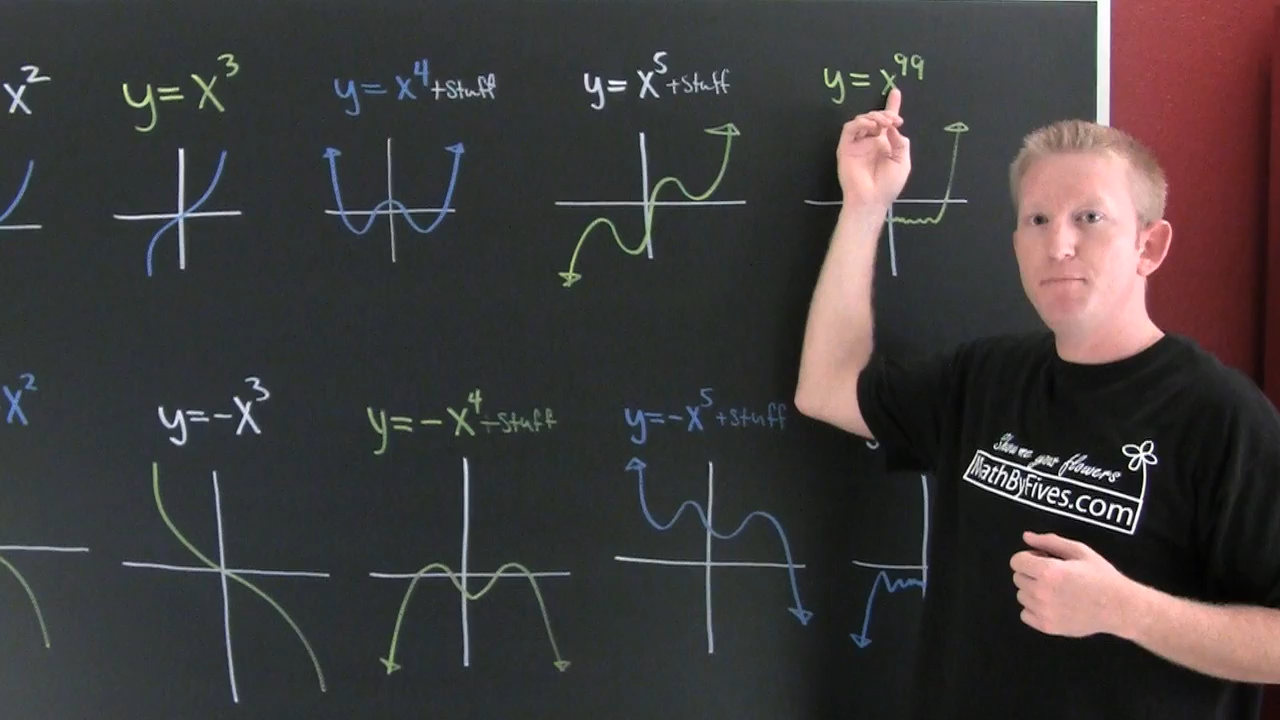 x²
y=x³
y=x⁴+stuff
y=x⁵+stuff
y=x⁹⁹
x²
y=-x³
y=-x⁴+stuff
y=-x⁵+stuff
Show me your flowers
MathByFives.com